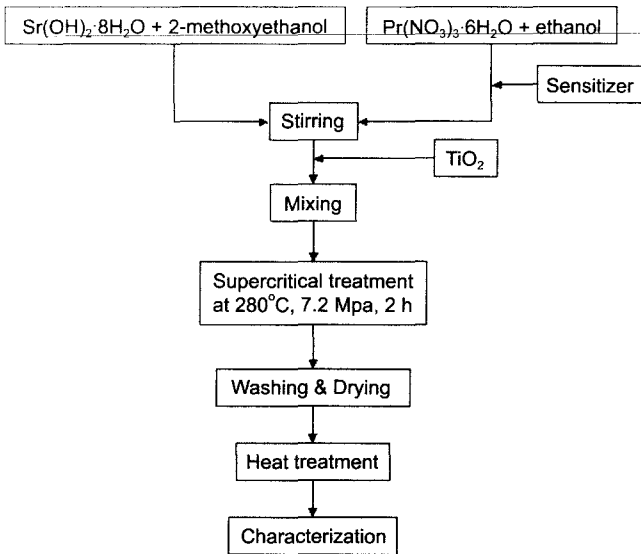 Sr(OH)₂·8H₂O + 2-methoxyethanol
Pr(NO₃)₃·6H₂O + ethanol
Sensitizer
Stirring
TiO₂
Mixing
Supercritical treatment
at 280°C, 7.2 Mpa, 2 h
Washing & Drying
Heat treatment
Characterization